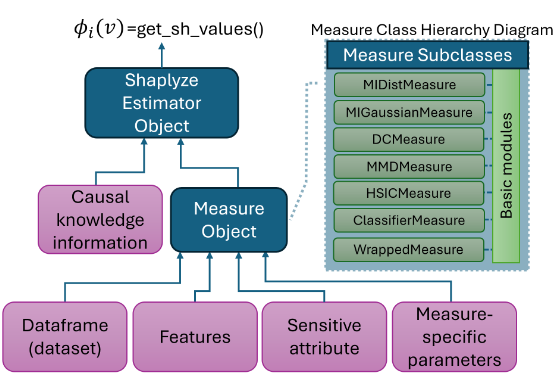 ϕᵢ(v)=get_sh_values()
Shaplyze
Estimator
Object
Causal
knowledge
information
Measure
Object
Dataframe
(dataset)
Features
Sensitive
attribute
Measure-
specific
parameters
Measure Class Hierarchy Diagram
Measure Subclasses
MIDistMeasure
MIGaussianMeasure
DCMeasure
MMDMeasure
HSICMeasure
ClassifierMeasure
WrappedMeasure
Basic modules